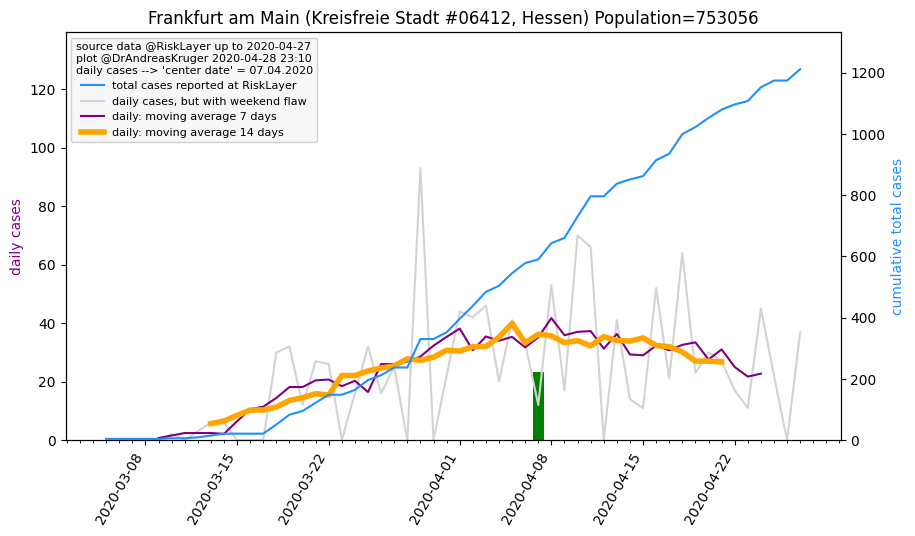 Frankfurt am Main (Kreisfreie Stadt #06412, Hessen) Population=753056
source data @RiskLayer up to 2020-04-27
plot @DrAndreasKruger 2020-04-28 23:10
daily cases --> 'center date' = 07.04.2020
total cases reported at RiskLayer
daily cases, but with weekend flaw
daily: moving average 7 days
daily: moving average 14 days
daily cases
0
20
40
60
80
100
120
cumulative total cases
0
200
400
600
800
1000
1200
2020-03-08
2020-03-15
2020-03-22
2020-04-01
2020-04-08
2020-04-15
2020-04-22